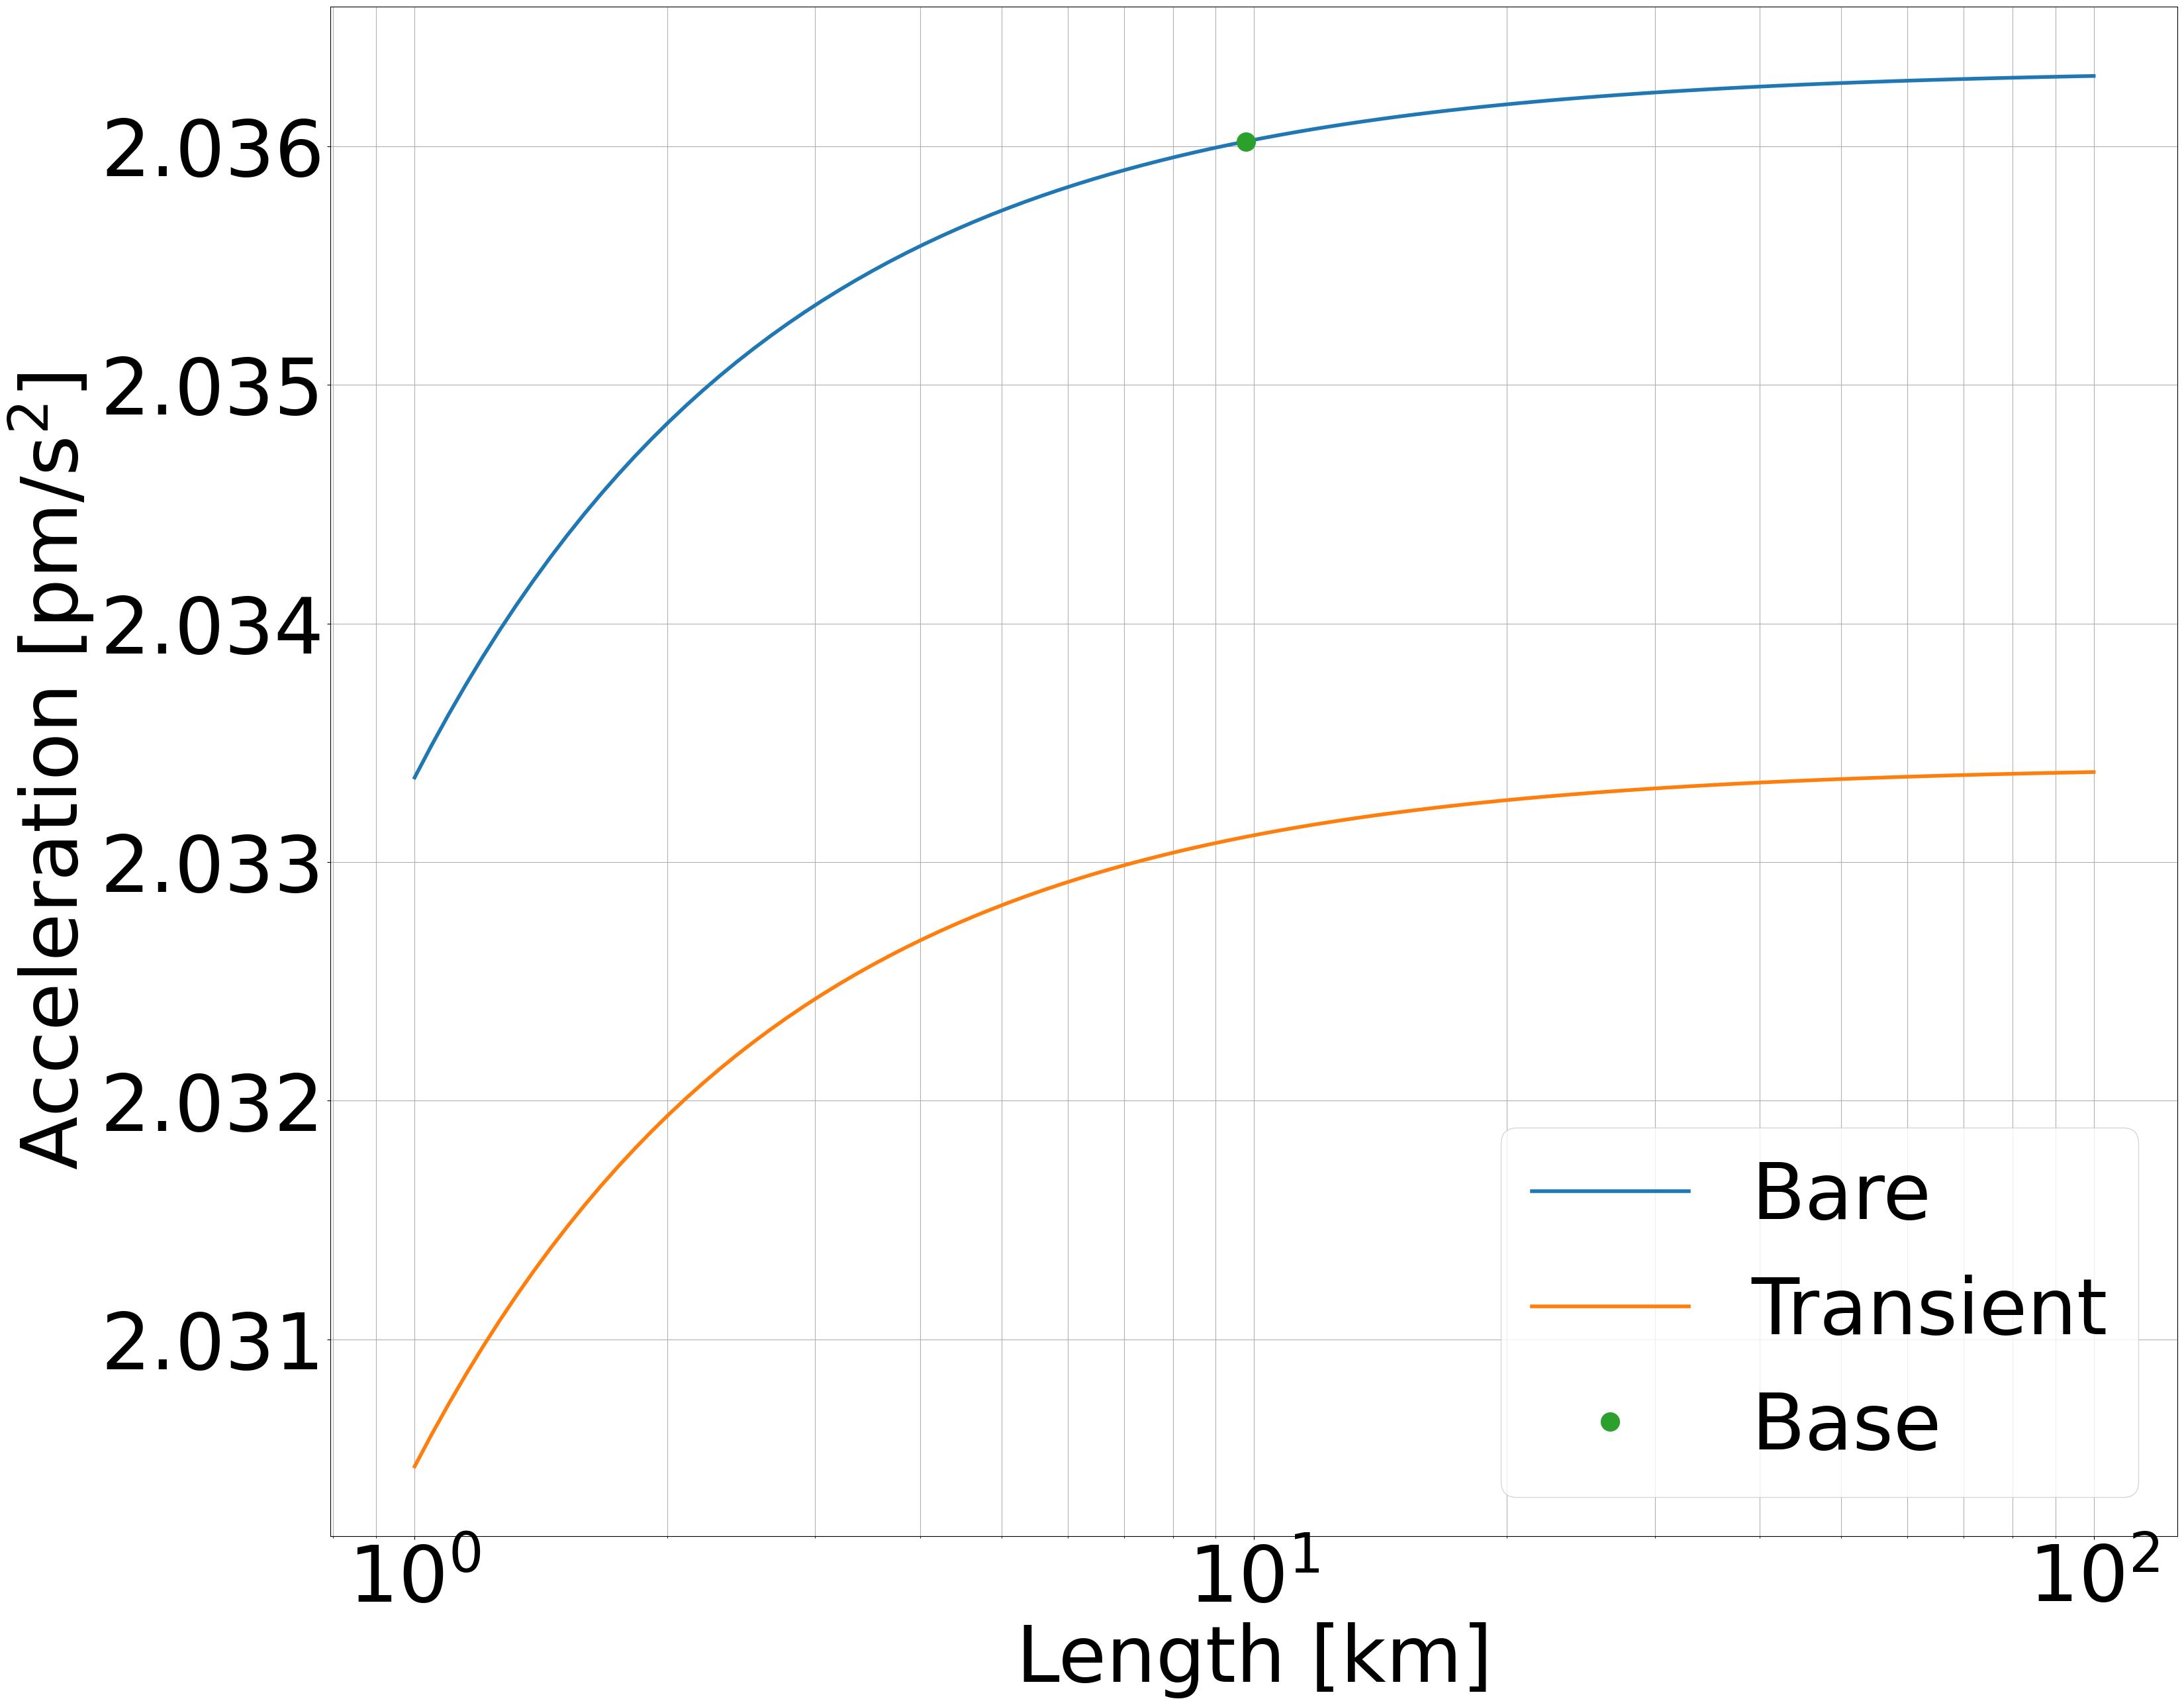 Acceleration [pm/s²]
2.036
2.035
2.034
2.033
2.032
2.031
10⁰
10¹
10²
Length [km]
Bare
Transient
Base